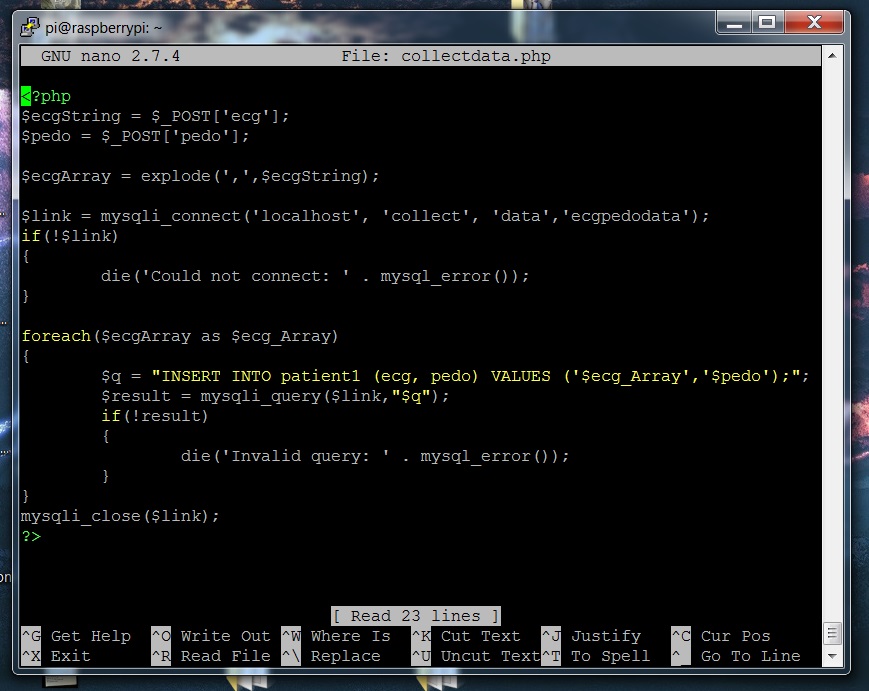 pi@raspberrypi: ~
GNU nano 2.7.4 File: collectdata.php
<?php
$ecgString = $_POST['ecg'];
$pedo = $_POST['pedo'];
$ecgArray = explode(',',$ecgString);
$link = mysqli_connect('localhost', 'collect', 'data','ecgpedodata');
if(!$link)
{
        die('Could not connect: ' . mysql_error());
}
foreach($ecgArray as $ecg_Array)
{
        $q = "INSERT INTO patient1 (ecg, pedo) VALUES ('$ecg_Array','$pedo');";
        $result = mysqli_query($link,"$q");
        if(!result)
        {
                die('Invalid query: ' . mysql_error());
        }
}
mysqli_close($link);
?>
on
[ Read 23 lines ]
^G Get Help ^O Write Out ^W Where Is ^K Cut Text ^J Justify ^C Cur Pos
^X Exit ^R Read File ^\ Replace ^U Uncut Text ^T To Spell ^_ Go To Line